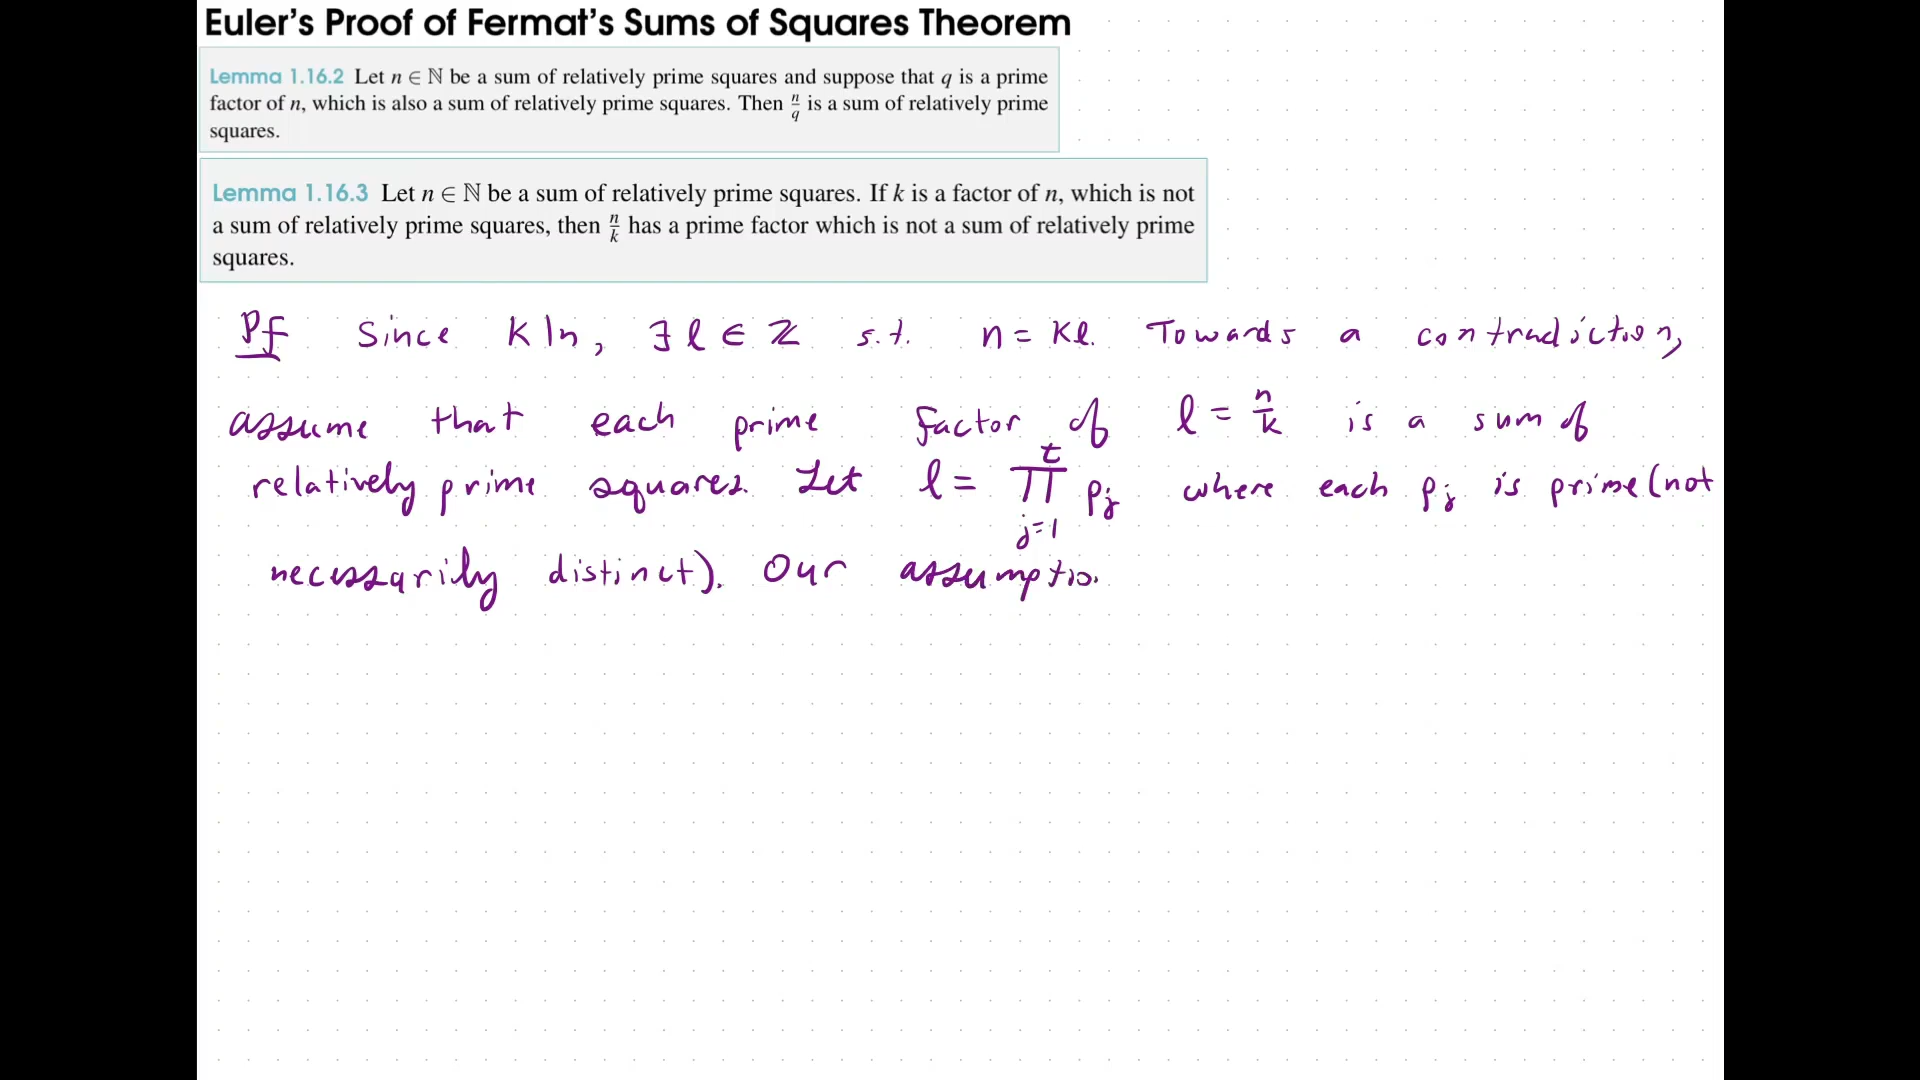 Euler's Proof of Fermat's Sums of Squares Theorem
Lemma 1.16.2 Let n ∈ ℕ be a sum of relatively prime squares and suppose that q is a prime
factor of n, which is also a sum of relatively prime squares. Then n/q is a sum of relatively prime
squares.
Lemma 1.16.3 Let n ∈ ℕ be a sum of relatively prime squares. If k is a factor of n, which is not
a sum of relatively prime squares, then n/k has a prime factor which is not a sum of relatively prime
squares.
Pf Since k|n, ∃ l ∈ ℤ s.t. n = kl. Towards a contradiction,
assume that each prime factor of l = n/k is a sum of
relatively prime squares. Let l = ∏_{j=1}^{t} p_j where each p_j is prime (not
necessarily distinct). Our assumptio